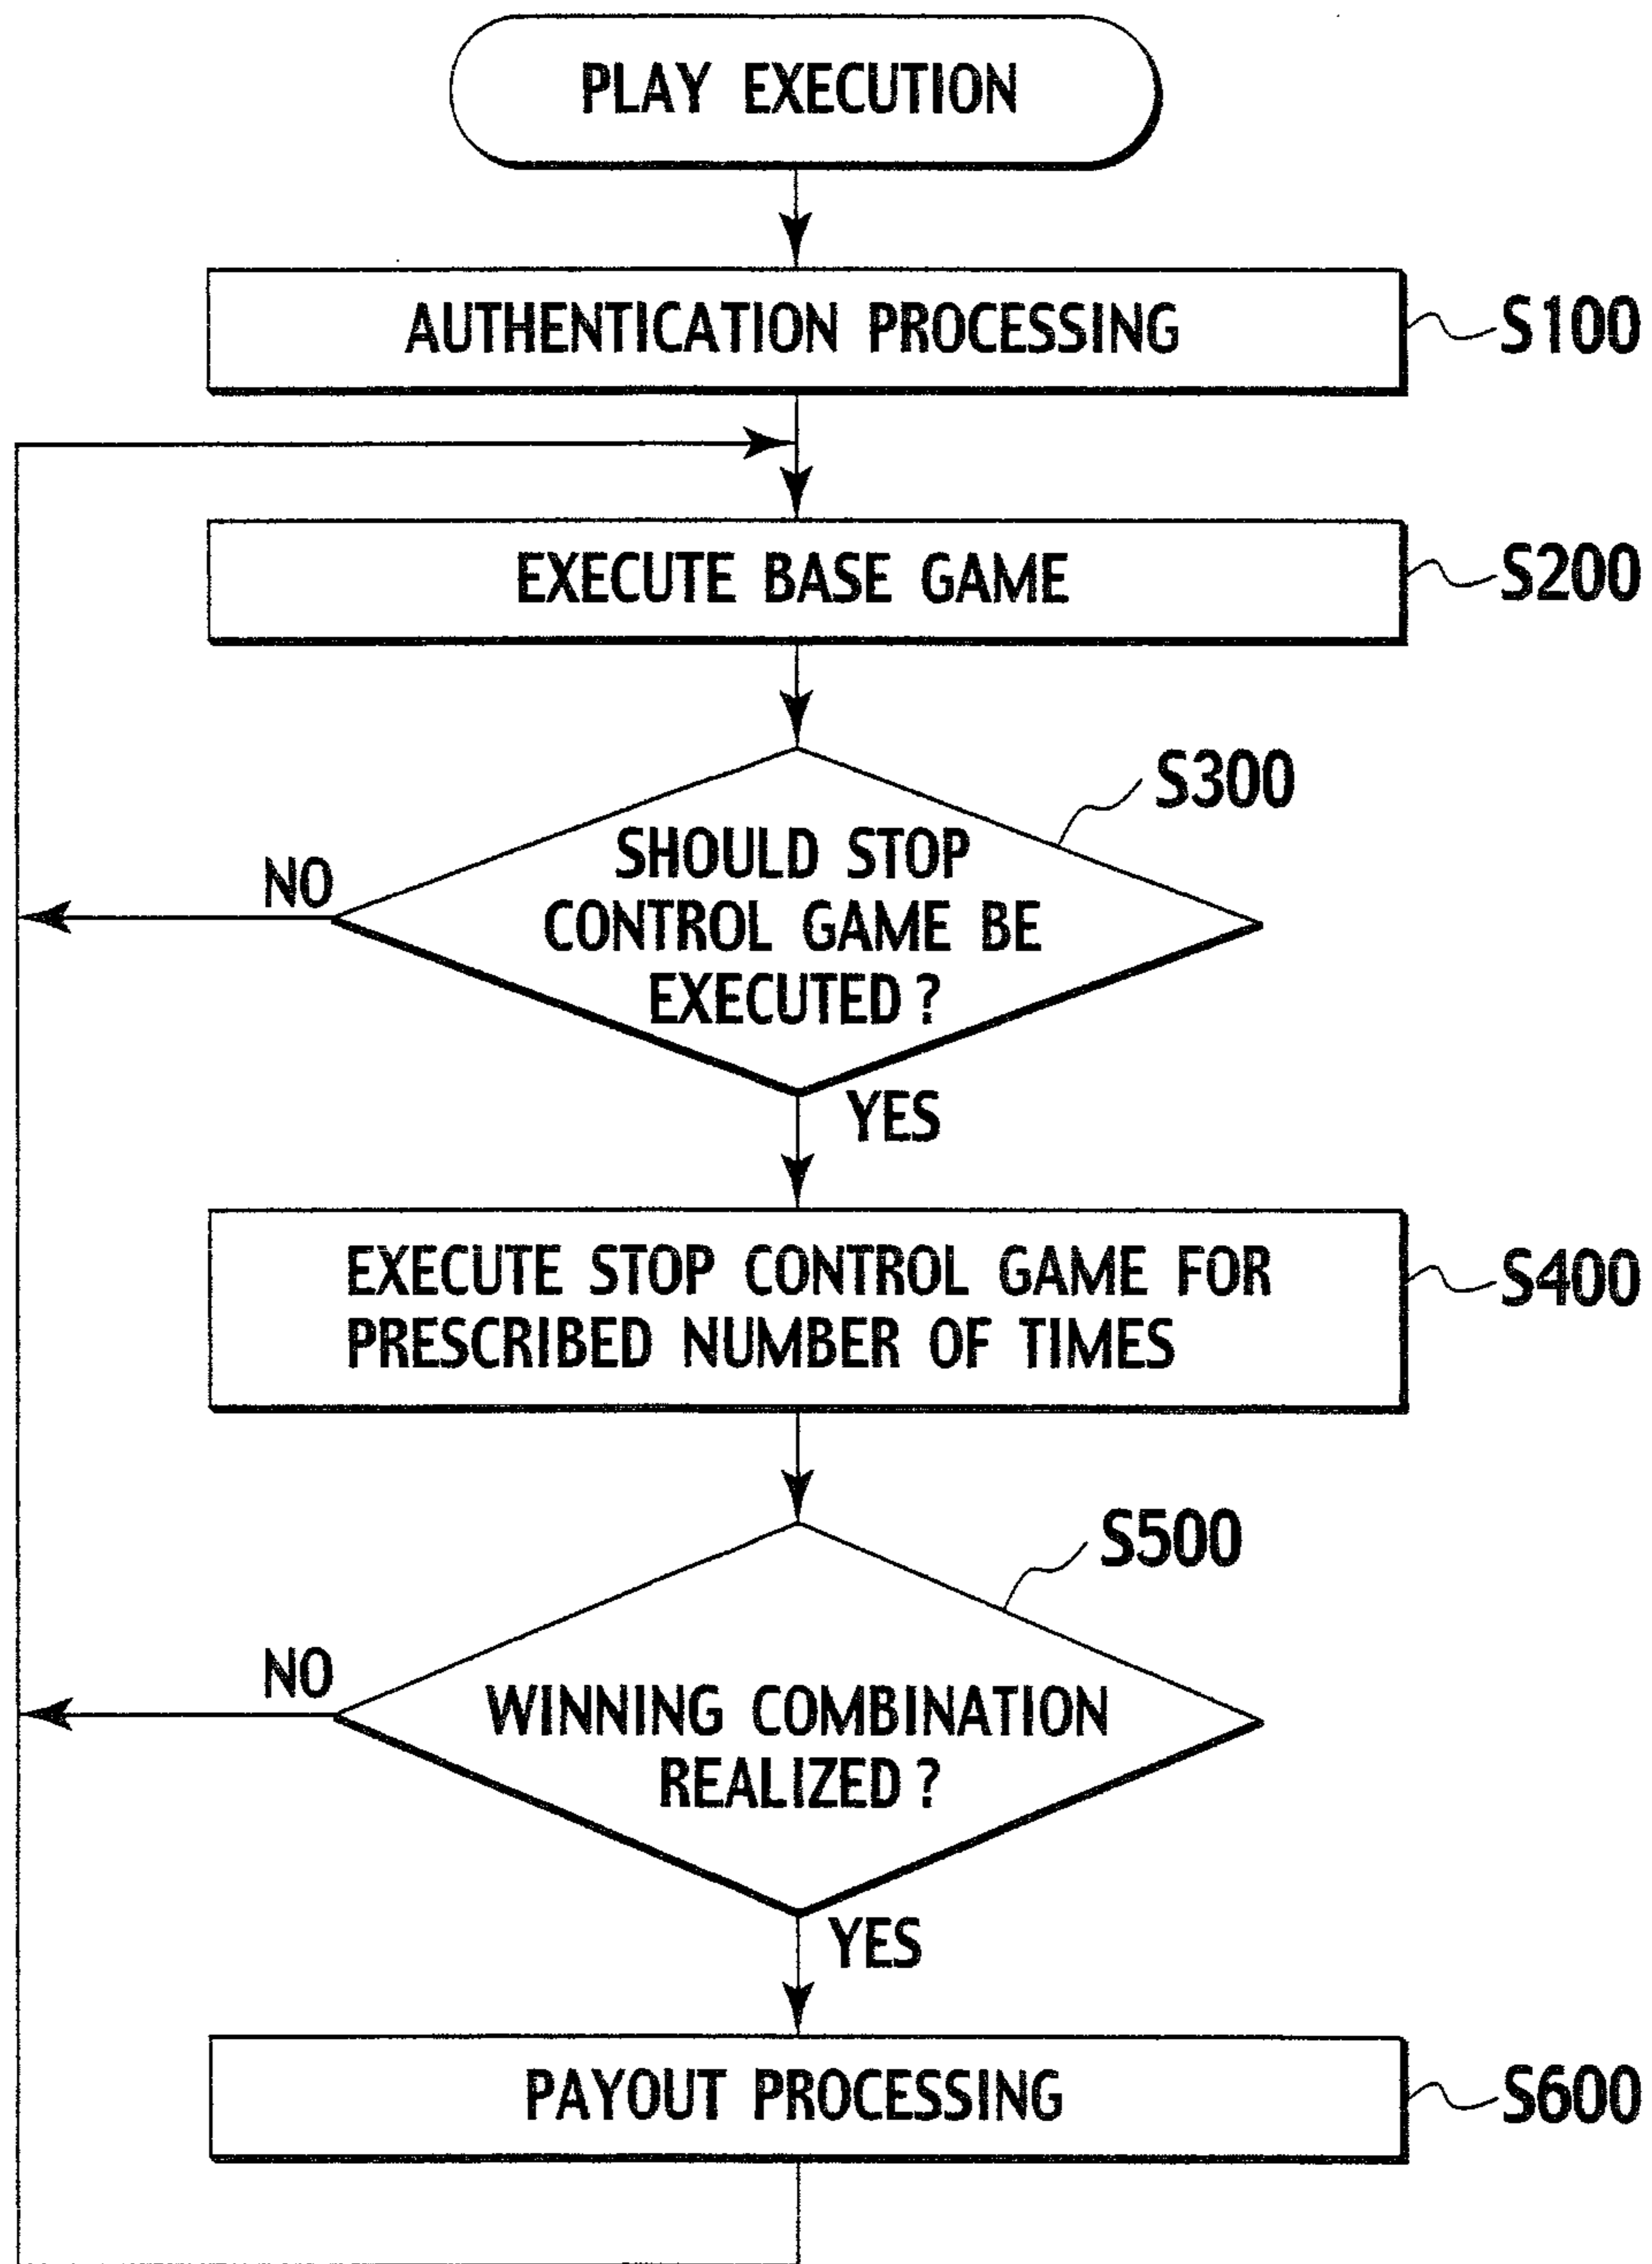 PLAY EXECUTION
AUTHENTICATION PROCESSING
S100
EXECUTE BASE GAME
S200
S300
SHOULD STOP
CONTROL GAME BE
EXECUTED?
NO
YES
EXECUTE STOP CONTROL GAME FOR
PRESCRIBED NUMBER OF TIMES
S400
S500
WINNING COMBINATION
REALIZED?
NO
YES
PAYOUT PROCESSING
S600